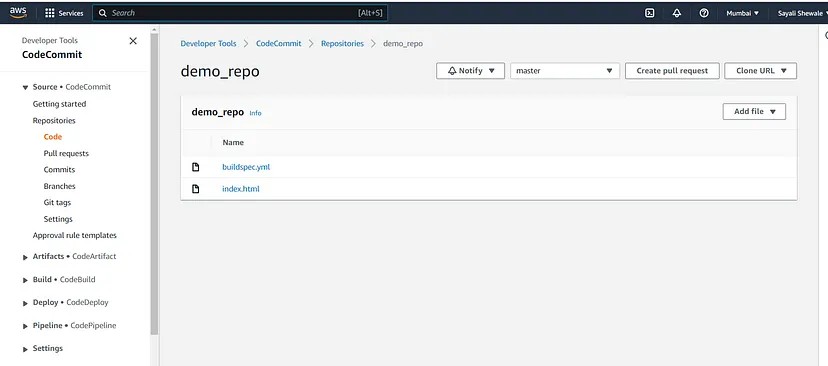 aws Services Search [Alt+S] Mumbai Sayali Shewale
Developer Tools
CodeCommit
Source • CodeCommit
Getting started
Repositories
Code
Pull requests
Commits
Branches
Git tags
Settings
Approval rule templates
Artifacts • CodeArtifact
Build • CodeBuild
Deploy • CodeDeploy
Pipeline • CodePipeline
Settings
Developer Tools > CodeCommit > Repositories > demo_repo
demo_repo Notify master Create pull request Clone URL
demo_repo Info Add file
Name
buildspec.yml
index.html